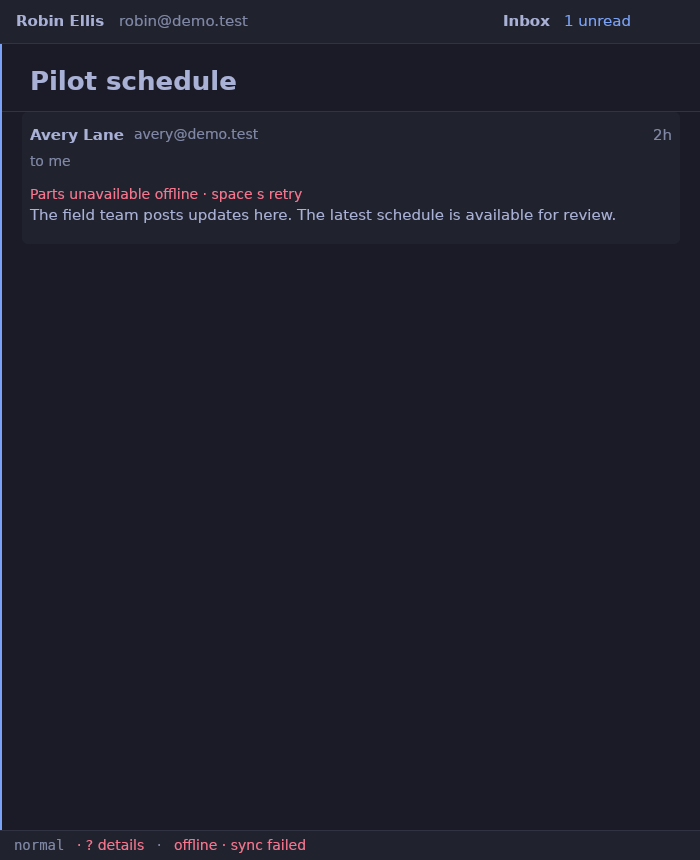 Robin Ellis robin@demo.test Inbox 1 unread
Pilot schedule
Avery Lane avery@demo.test 2h
to me
Parts unavailable offline · space s retry
The field team posts updates here. The latest schedule is available for review.
normal · ? details · offline · sync failed